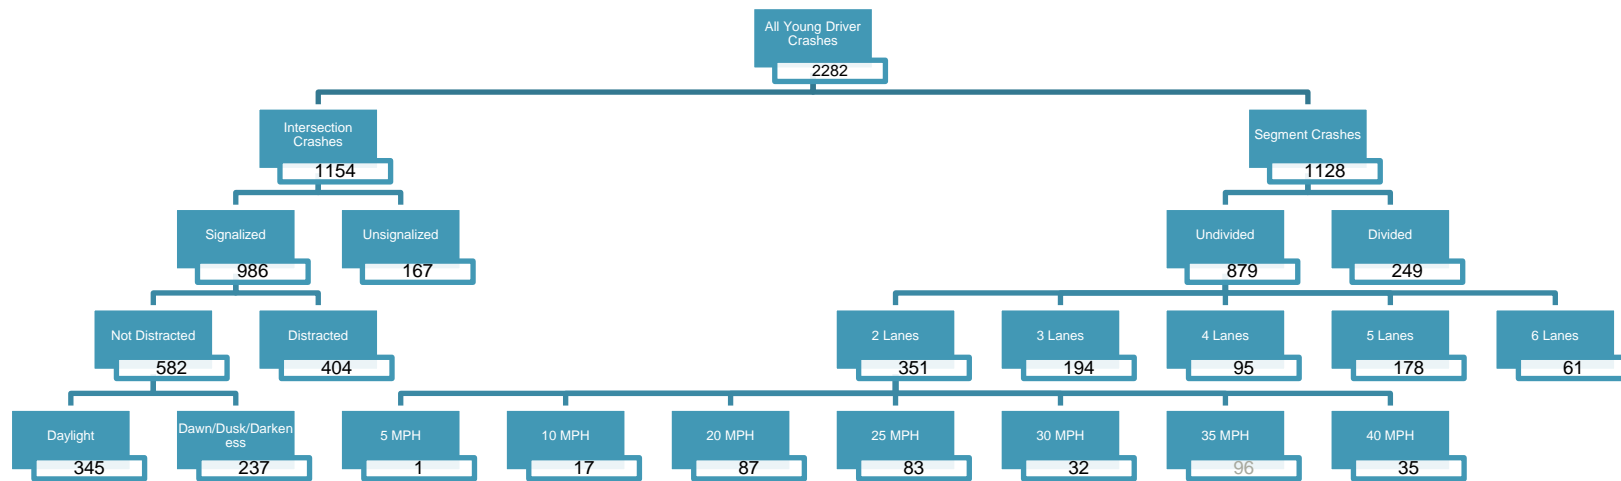 All Young Driver
Crashes
2282
Intersection
Crashes
1154
Segment Crashes
1128
Signalized
986
Unsignalized
167
Undivided
879
Divided
249
Not Distracted
582
Distracted
404
2 Lanes
351
3 Lanes
194
4 Lanes
95
5 Lanes
178
6 Lanes
61
Daylight
345
Dawn/Dusk/Darken
ess
237
5 MPH
1
10 MPH
17
20 MPH
87
25 MPH
83
30 MPH
32
35 MPH
96
40 MPH
35